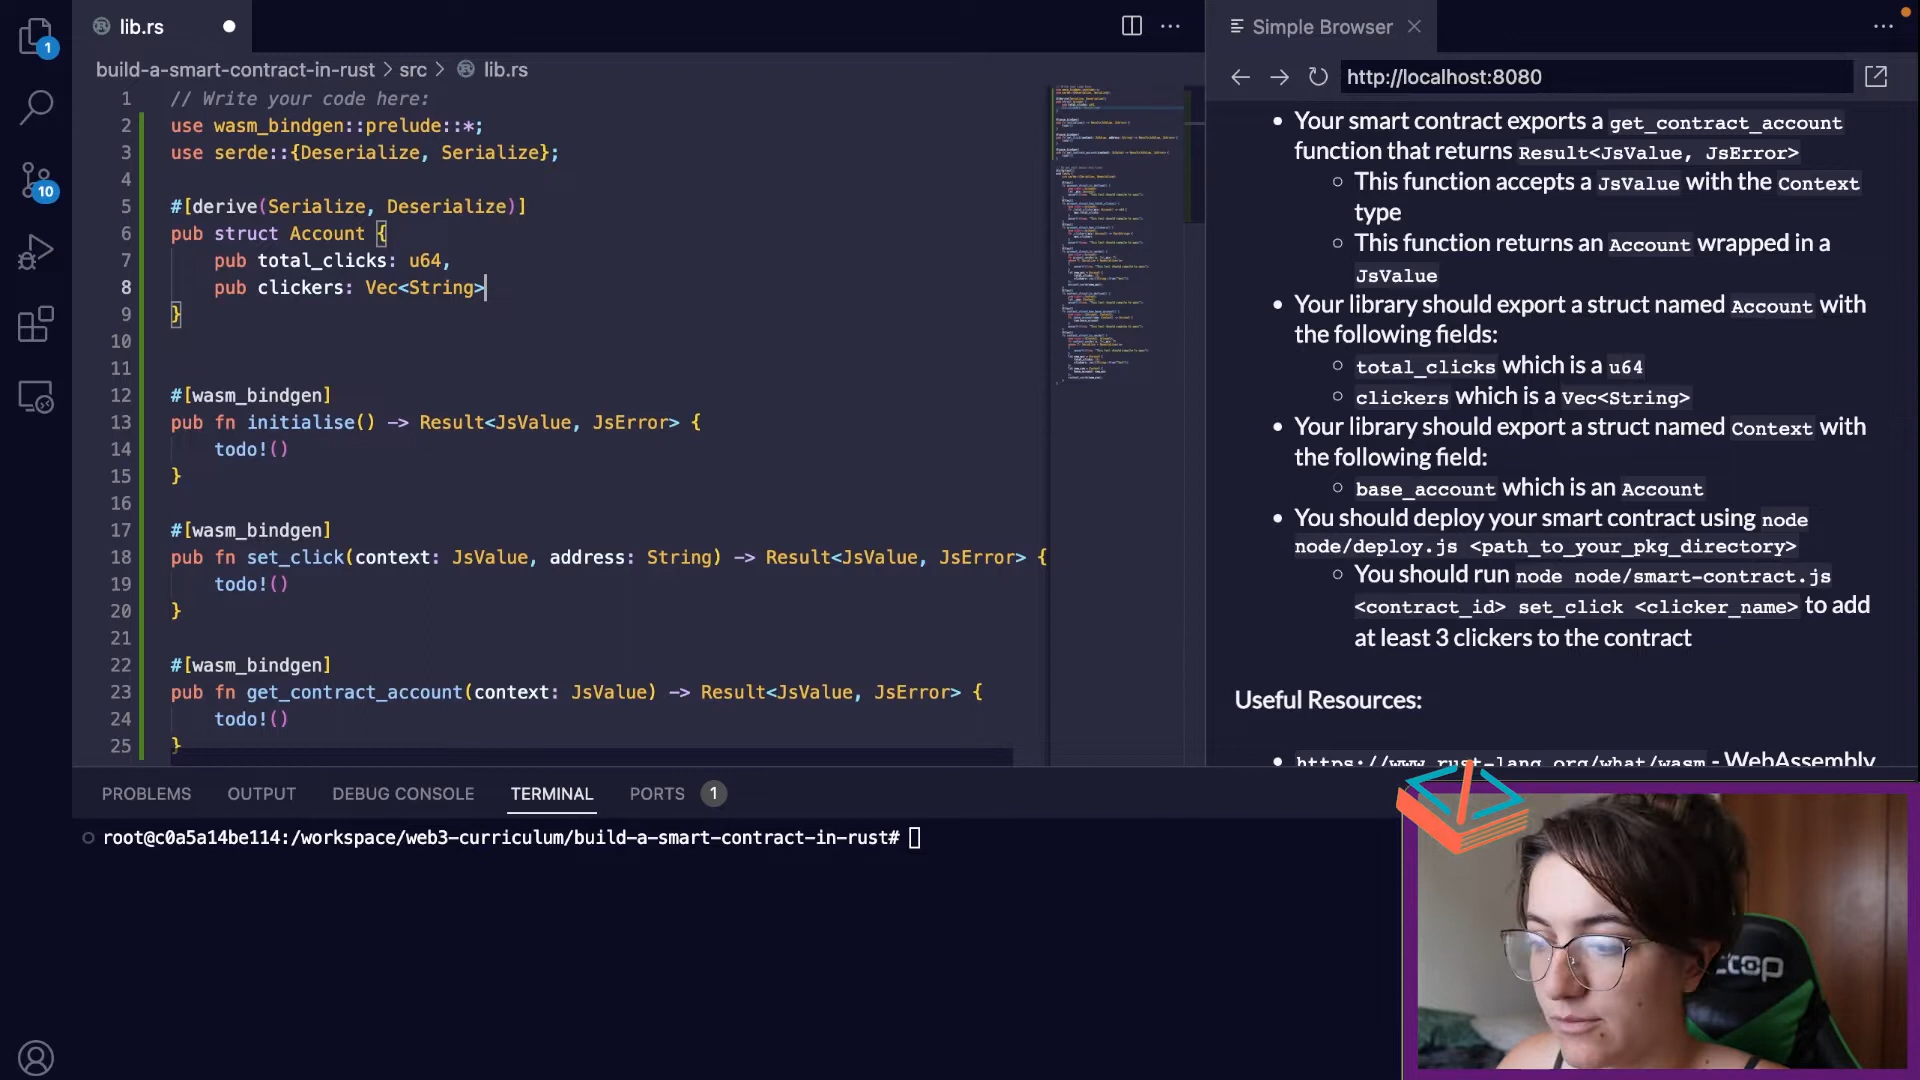 lib.rs
build-a-smart-contract-in-rust > src > lib.rs
1 // Write your code here:
2 use wasm_bindgen::prelude::*;
3 use serde::{Deserialize, Serialize};
4
5 #[derive(Serialize, Deserialize)]
6 pub struct Account {
7 pub total_clicks: u64,
8 pub clickers: Vec<String>
9 }
10
11
12 #[wasm_bindgen]
13 pub fn initialise() -> Result<JsValue, JsError> {
14 todo!()
15 }
16
17 #[wasm_bindgen]
18 pub fn set_click(context: JsValue, address: String) -> Result<JsValue, JsError> {
19 todo!()
20 }
21
22 #[wasm_bindgen]
23 pub fn get_contract_account(context: JsValue) -> Result<JsValue, JsError> {
24 todo!()
25 }
1
10
Simple Browser
http://localhost:8080
• Your smart contract exports a get_contract_account
function that returns Result<JsValue, JsError>
○ This function accepts a JsValue with the Context
type
○ This function returns an Account wrapped in a
JsValue
• Your library should export a struct named Account with
the following fields:
○ total_clicks which is a u64
○ clickers which is a Vec<String>
• Your library should export a struct named Context with
the following field:
○ base_account which is an Account
• You should deploy your smart contract using node
node/deploy.js <path_to_your_pkg_directory>
○ You should run node node/smart-contract.js
<contract_id> set_click <clicker_name> to add
at least 3 clickers to the contract
Useful Resources:
• https://www.rust-lang.org/what/wasm - WebAssembly
PROBLEMS OUTPUT DEBUG CONSOLE TERMINAL PORTS 1
root@c0a5a14be114:/workspace/web3-curriculum/build-a-smart-contract-in-rust#